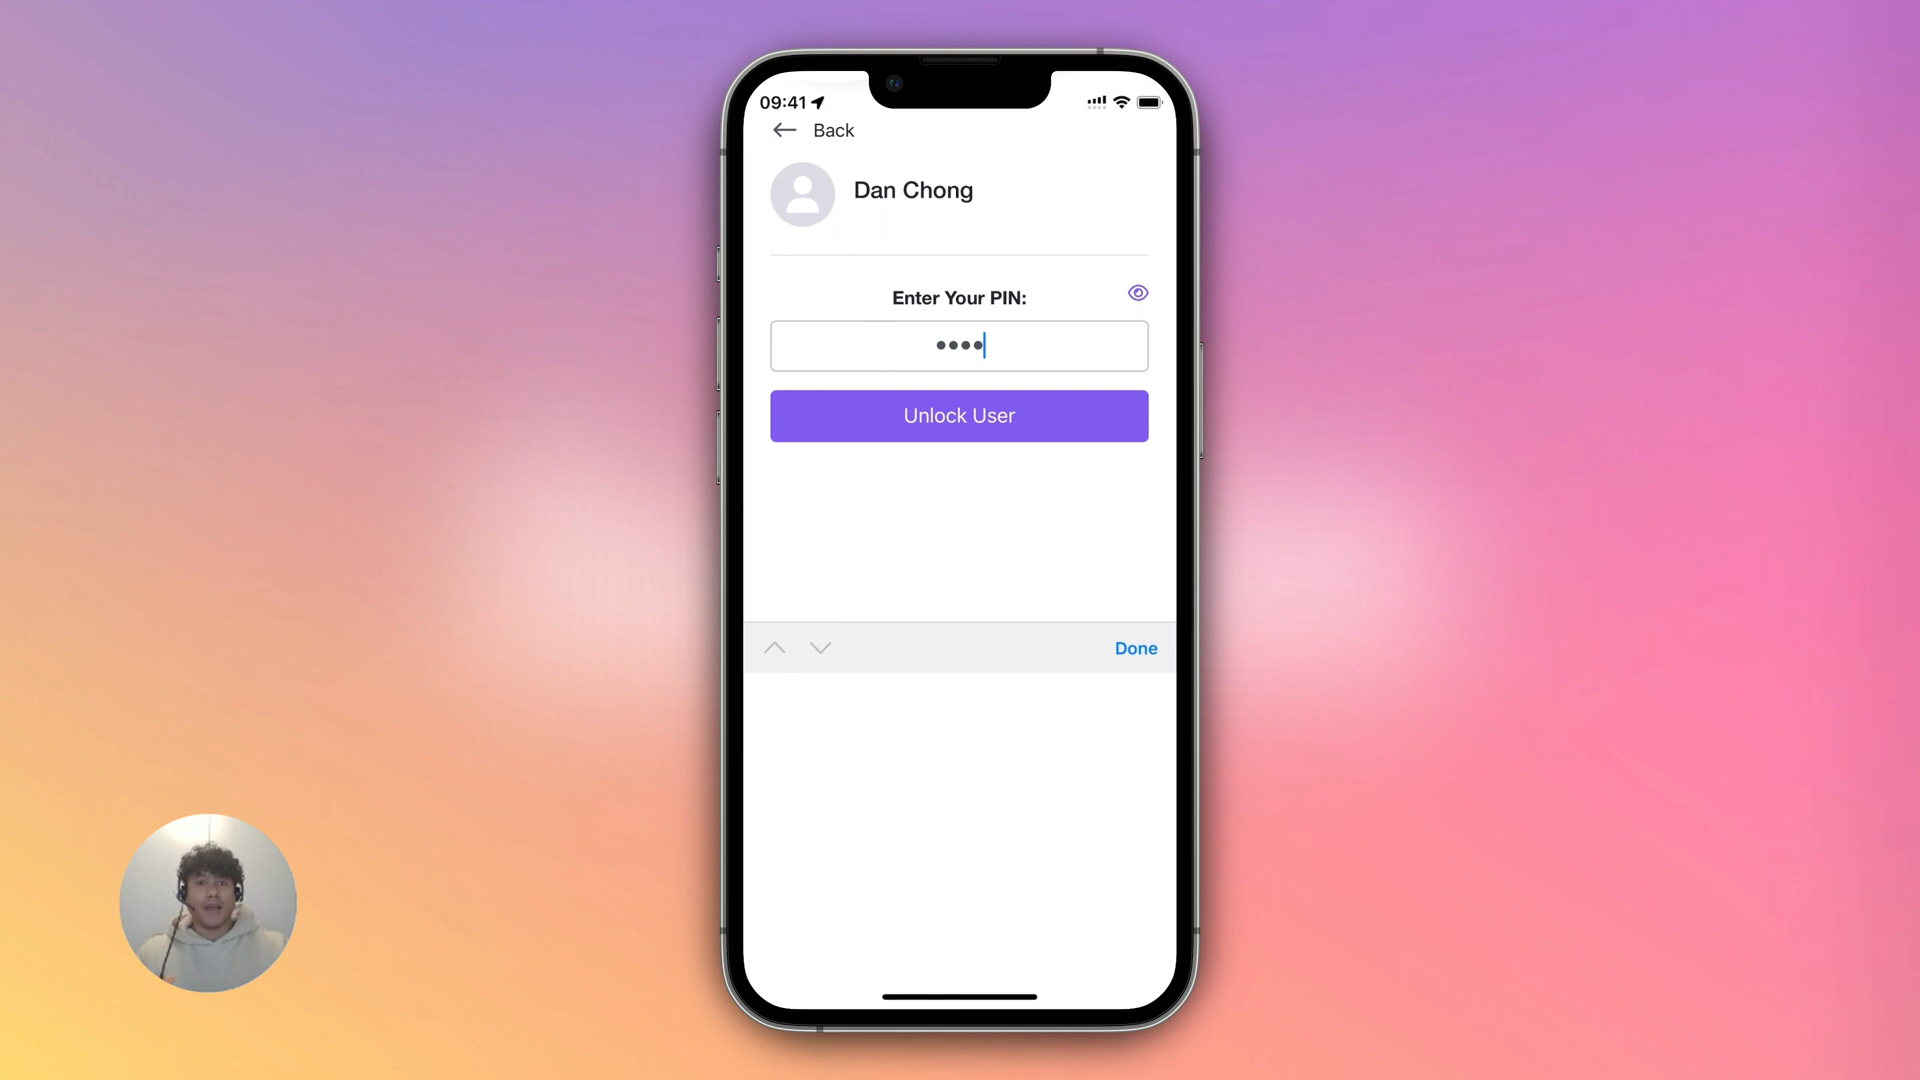 09:41
Back
Dan Chong
Enter Your PIN:
••••
Unlock User
Done